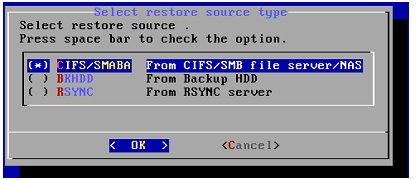 Select restore source type
Select restore source .
Press space bar to check the option.
(*) CIFS/SMABA From CIFS/SMB file server/NAS
( ) BKHDD From Backup HDD
( ) RSYNC From RSYNC server
< OK > <Cancel>